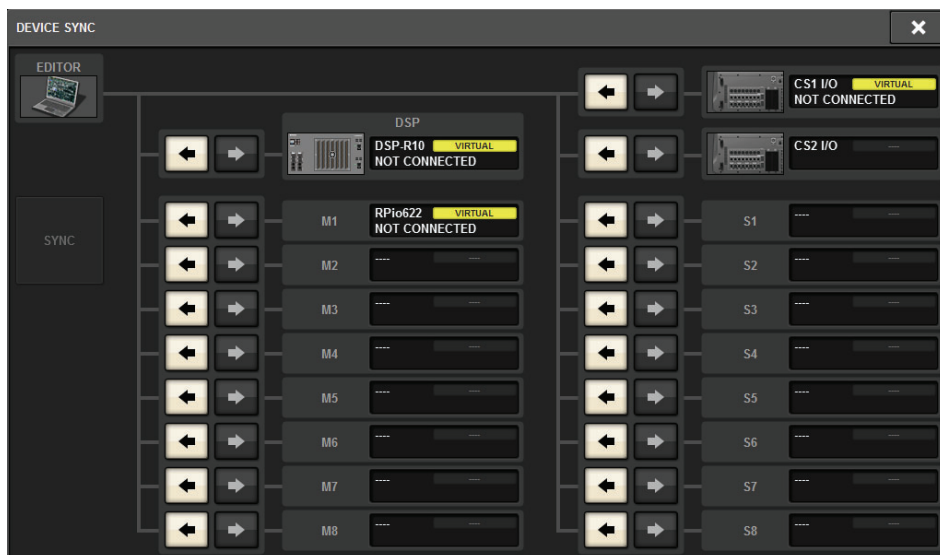 DEVICE SYNC
EDITOR
SYNC
DSP
DSP-R10 VIRTUAL
NOT CONNECTED
M1 RPio622 VIRTUAL
NOT CONNECTED
M2 ---- ----
M3 ---- ----
M4 ---- ----
M5 ---- ----
M6 ---- ----
M7 ---- ----
M8 ---- ----
CS1 I/O VIRTUAL
NOT CONNECTED
CS2 I/O ----
S1 ---- ----
S2 ---- ----
S3 ---- ----
S4 ---- ----
S5 ---- ----
S6 ---- ----
S7 ---- ----
S8 ---- ----